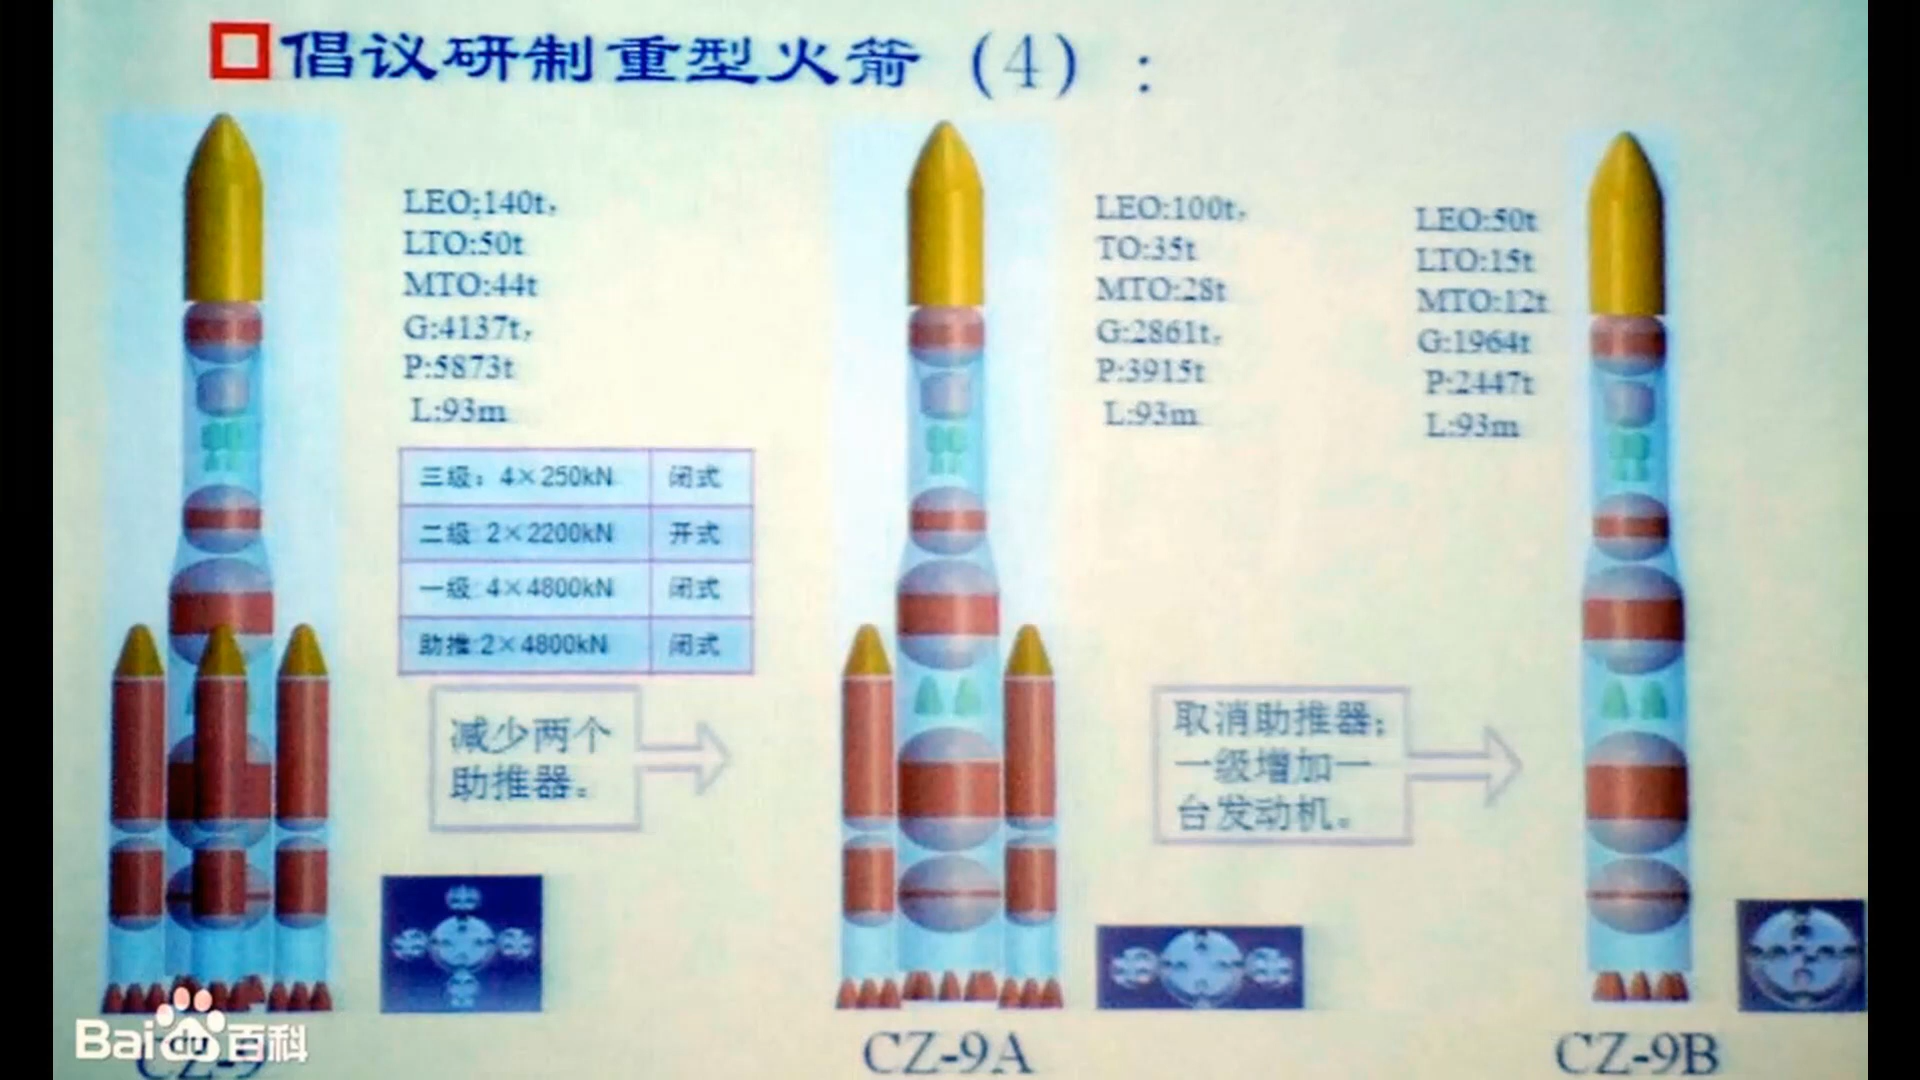 倡议研制重型火箭(4):
LEO:140t,
LTO:50t
MTO:44t
G:4137t,
P:5873t
L:93m
三级:4×250kN 闭式
二级:2×2200kN 开式
一级:4×4800kN 闭式
助推:2×4800kN 闭式
减少两个
助推器。
LEO:100t,
TO:35t
MTO:28t
G:2861t,
P:3915t
L:93m
取消助推器;
一级增加一
台发动机。
LEO:50t
LTO:15t
MTO:12t
G:1964t
P:2447t
L:93m
CZ-9
CZ-9A
CZ-9B
Baidu百科